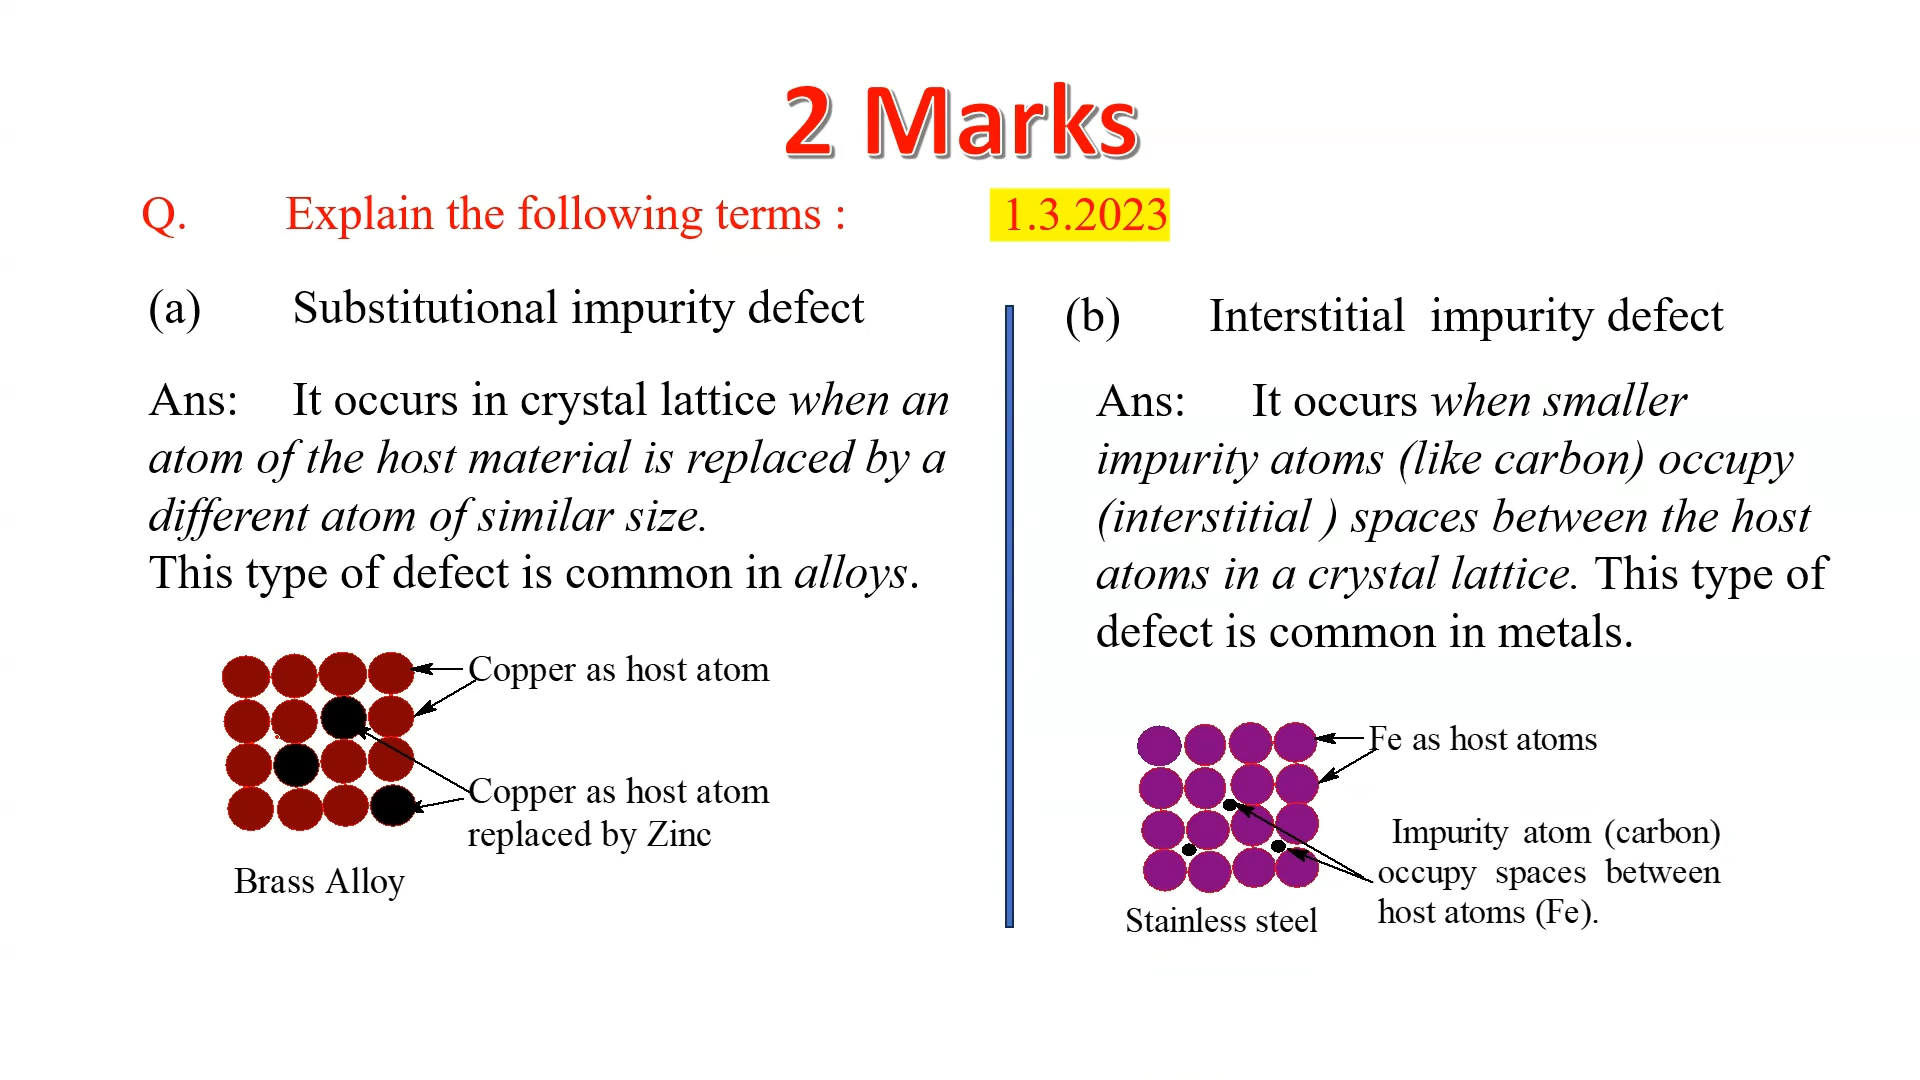 2 Marks
Q. Explain the following terms : 1.3.2023
(a) Substitutional impurity defect
Ans: It occurs in crystal lattice when an
atom of the host material is replaced by a
different atom of similar size.
This type of defect is common in alloys.
Copper as host atom
Copper as host atom
replaced by Zinc
Brass Alloy
(b) Interstitial impurity defect
Ans: It occurs when smaller
impurity atoms (like carbon) occupy
(interstitial ) spaces between the host
atoms in a crystal lattice. This type of
defect is common in metals.
Fe as host atoms
Impurity atom (carbon)
occupy spaces between
host atoms (Fe).
Stainless steel